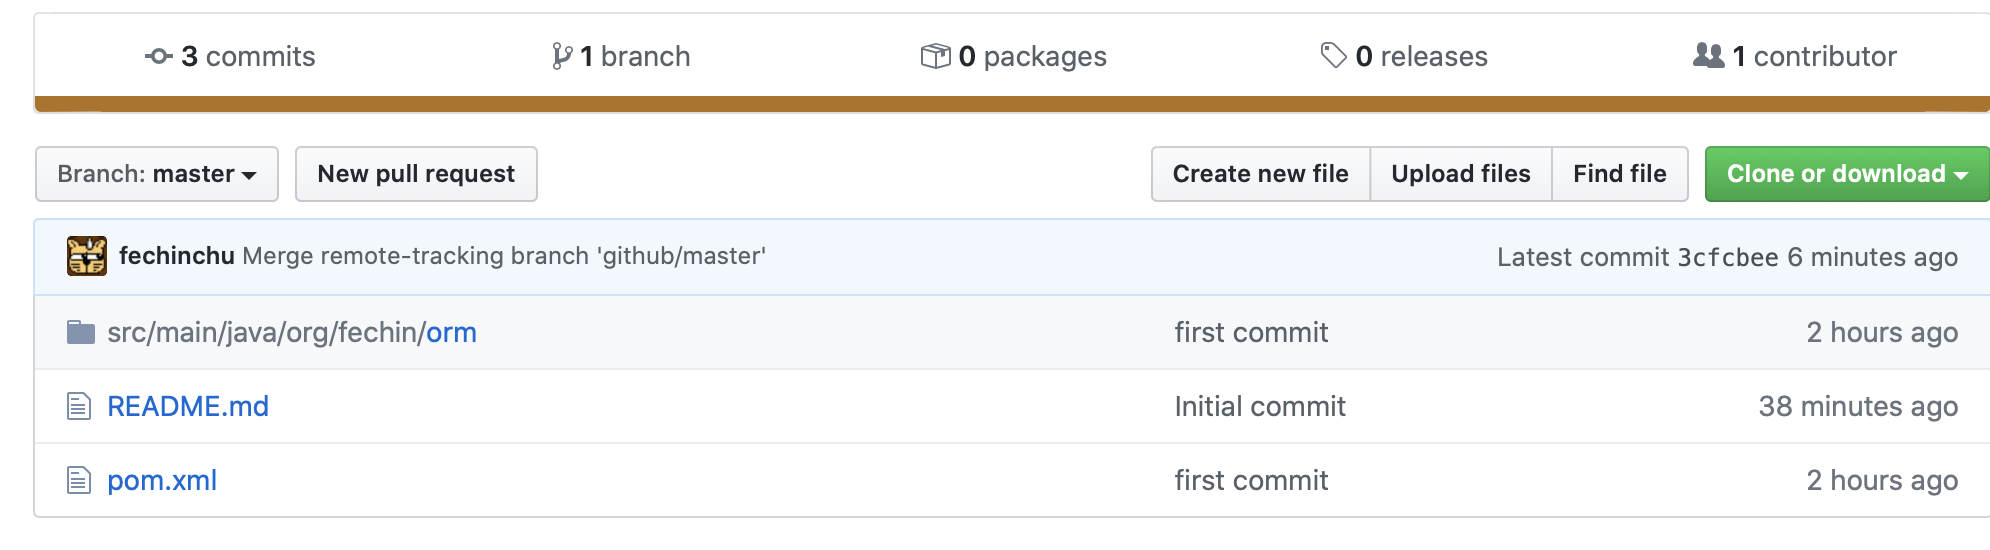 3 commits 1 branch 0 packages 0 releases 1 contributor
Branch: master New pull request Create new file Upload files Find file Clone or download
fechinchu Merge remote-tracking branch 'github/master' Latest commit 3cfcbee 6 minutes ago
src/main/java/org/fechin/orm first commit 2 hours ago
README.md Initial commit 38 minutes ago
pom.xml first commit 2 hours ago